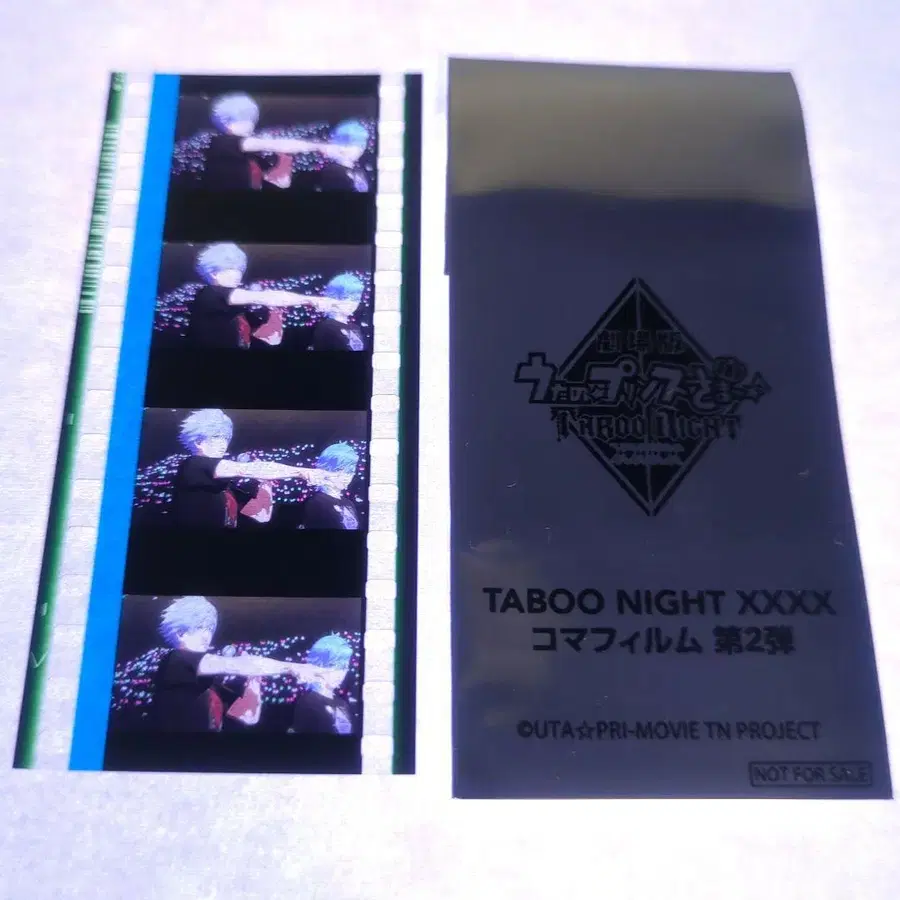 劇場版
うたの☆プリンスさまっ♪
TABOO NIGHT
XXXX
TABOO NIGHT XXXX
コマフィルム 第2弾
©UTA☆PRI-MOVIE TN PROJECT
NOT FOR SALE